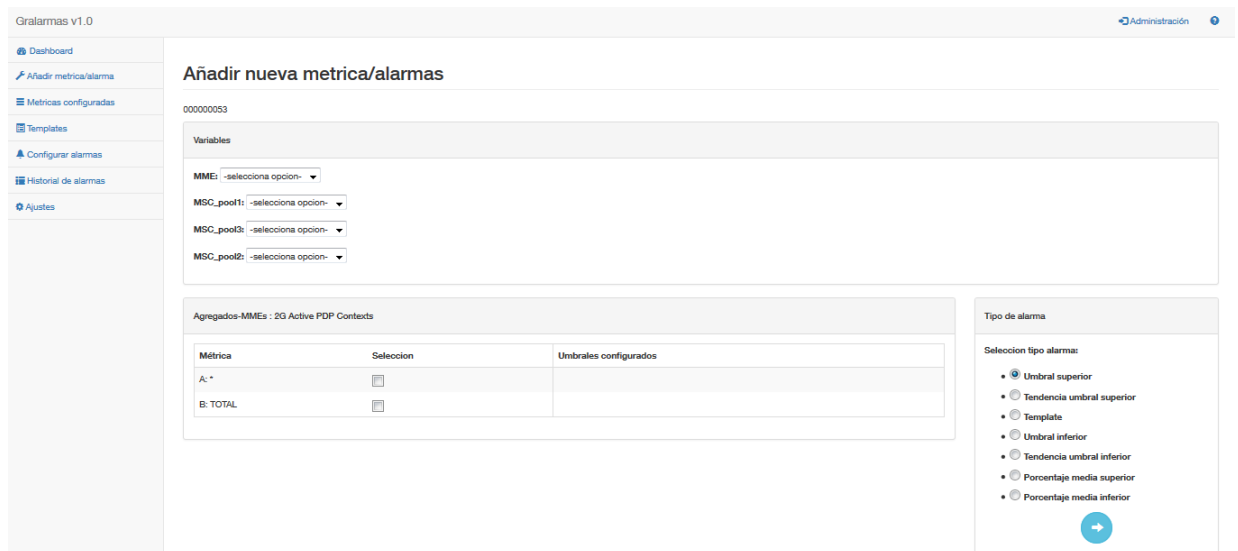 Gralarmas v1.0
Administración
Dashboard
Añadir metrica/alarma
Metricas configuradas
Templates
Configurar alarmas
Historial de alarmas
Ajustes
Añadir nueva metrica/alarmas
000000053
Variables
MME: -selecciona opcion-
MSC_pool1: -selecciona opcion-
MSC_pool3: -selecciona opcion-
MSC_pool2: -selecciona opcion-
Agregados-MMEs : 2G Active PDP Contexts
Métrica Seleccion Umbrales configurados
A: *
B: TOTAL
Tipo de alarma
Seleccion tipo alarma:
Umbral superior
Tendencia umbral superior
Template
Umbral inferior
Tendencia umbral inferior
Porcentaje media superior
Porcentaje media inferior